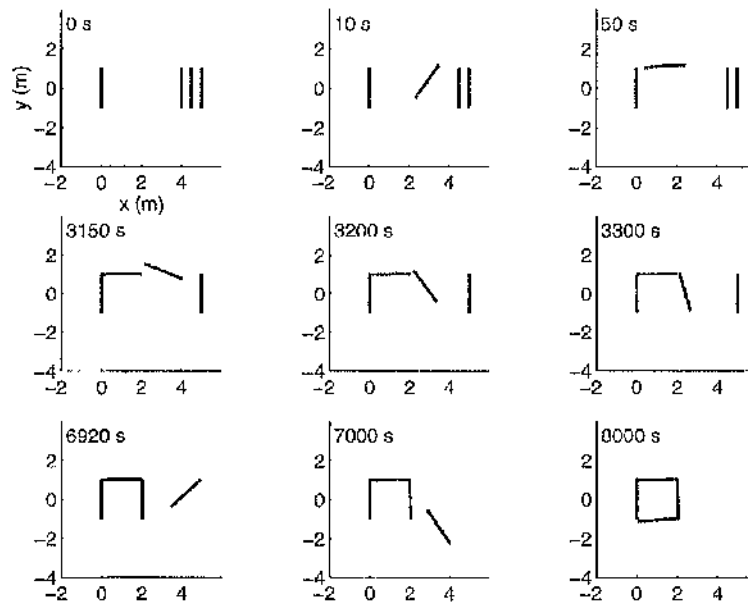 0 s
10 s
50 s
2 2 2
y (m)
0 0 0
-2 -2 -2
-4 -4 -4
-2 0 2 4 -2 0 2 4 -2 0 2 4
x (m)
3150 s
3200 s
3300 s
2 2 2
0 0 0
-2 -2 -2
-4 -4 -4
-2 0 2 4 -2 0 2 4 -2 0 2 4
6920 s
7000 s
8000 s
2 2 2
0 0 0
-2 -2 -2
-4 -4 -4
-2 0 2 4 -2 0 2 4 -2 0 2 4